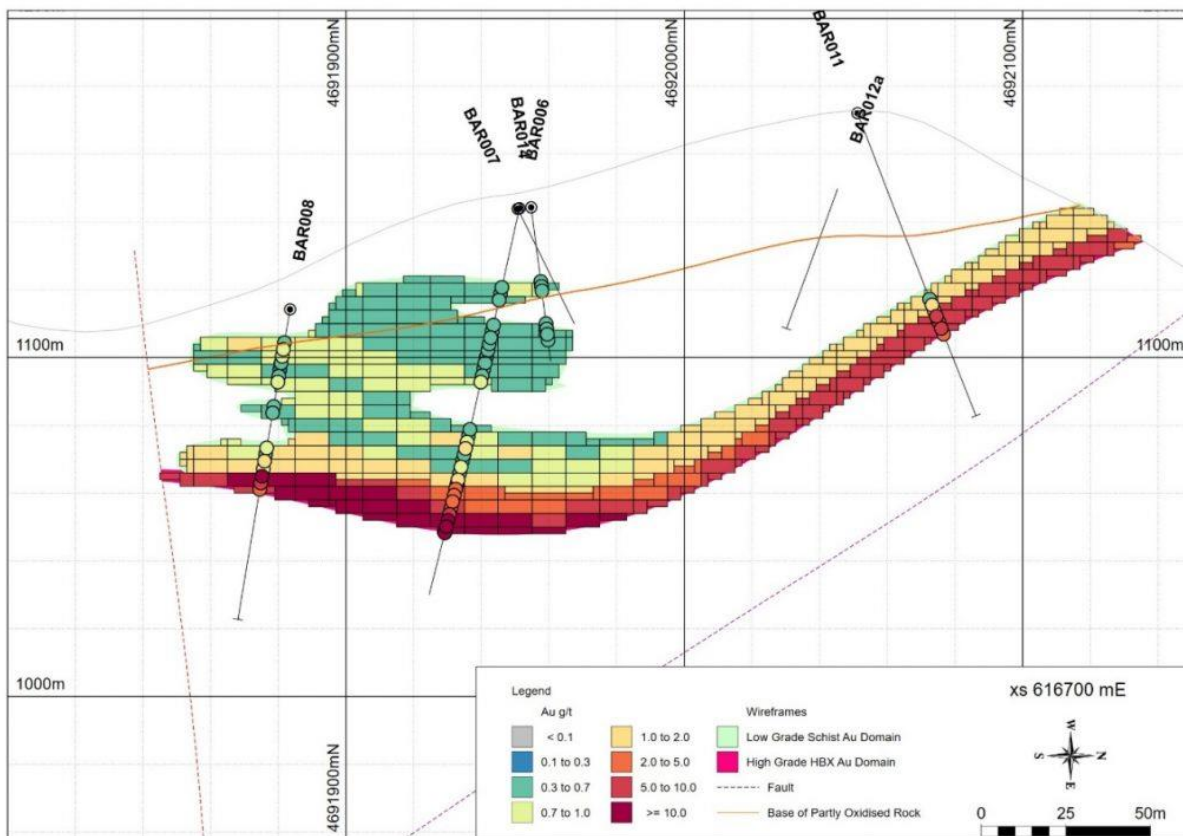 4691900mN
4692000mN
4692100mN
BAR011
BAR012a
BAR007
BAR014
BAR006
BAR008
1100m
1100m
1000m
4691900mN
Legend
Au g/t
< 0.1
0.1 to 0.3
0.3 to 0.7
0.7 to 1.0
1.0 to 2.0
2.0 to 5.0
5.0 to 10.0
>= 10.0
Wireframes
Low Grade Schist Au Domain
High Grade HBX Au Domain
Fault
Base of Partly Oxidised Rock
xs 616700 mE
W
S N
E
0 25 50m